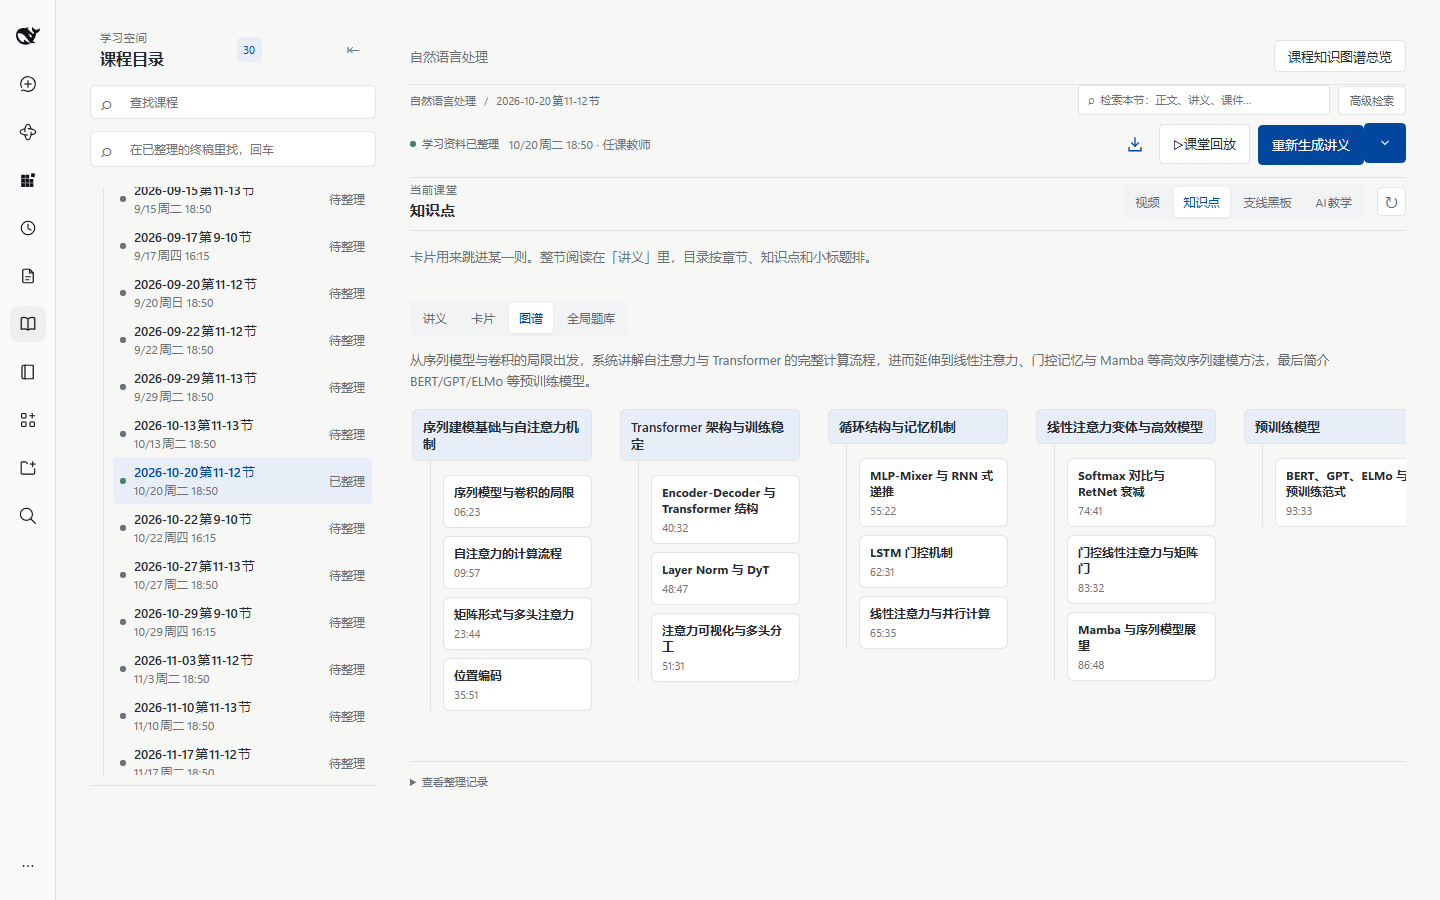 学习空间
课程目录
30
查找课程
在已整理的终稿里找，回车
2026-09-15第11-13节
9/15周二 18:50
待整理
2026-09-17第9-10节
9/17周四 16:15
待整理
2026-09-20第11-12节
9/20周日 18:50
待整理
2026-09-22第11-12节
9/22周二 18:50
待整理
2026-09-29第11-13节
9/29周二 18:50
待整理
2026-10-13第11-13节
10/13周二 18:50
待整理
2026-10-20第11-12节
10/20周二 18:50
已整理
2026-10-22第9-10节
10/22周四 16:15
待整理
2026-10-27第11-13节
10/27周二 18:50
待整理
2026-10-29第9-10节
10/29周四 16:15
待整理
2026-11-03第11-12节
11/3周二 18:50
待整理
2026-11-10第11-13节
11/10周二 18:50
待整理
2026-11-17第11-12节
11/17周二 18:50
待整理
自然语言处理
课程知识图谱总览
自然语言处理 / 2026-10-20第11-12节
检索本节：正文、讲义、课件...
高级检索
学习资料已整理 10/20周二 18:50 · 任课教师
▷课堂回放
重新生成讲义
当前课堂
知识点
视频
知识点
支线黑板
AI教学
卡片用来跳进某一则。整节阅读在「讲义」里，目录按章节、知识点和小标题排。
讲义
卡片
图谱
全局题库
从序列模型与卷积的局限出发，系统讲解自注意力与 Transformer 的完整计算流程，进而延伸到线性注意力、门控记忆与 Mamba 等高效序列建模方法，最后简介
BERT/GPT/ELMo 等预训练模型。
序列建模基础与自注意力机
制
序列模型与卷积的局限
06:23
自注意力的计算流程
09:57
矩阵形式与多头注意力
23:44
位置编码
35:51
Transformer 架构与训练稳
定
Encoder-Decoder 与
Transformer 结构
40:32
Layer Norm 与 DyT
48:47
注意力可视化与多头分
工
51:31
循环结构与记忆机制
MLP-Mixer 与 RNN 式
递推
55:22
LSTM 门控机制
62:31
线性注意力与并行计算
65:35
线性注意力变体与高效模型
Softmax 对比与
RetNet 衰减
74:41
门控线性注意力与矩阵
门
83:32
Mamba 与序列模型展
望
86:48
预训练模型
BERT、GPT、ELMo 与
预训练范式
93:33
▶ 查看整理记录